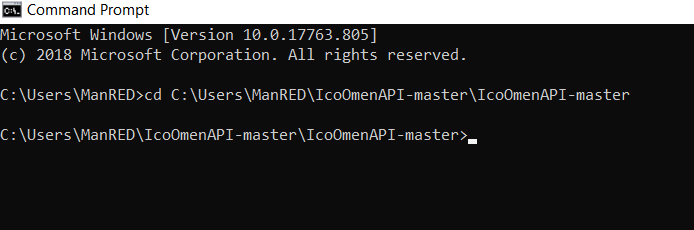 Command Prompt
Microsoft Windows [Version 10.0.17763.805]
(c) 2018 Microsoft Corporation. All rights reserved.
C:\Users\ManRED>cd C:\Users\ManRED\IcoOmenAPI-master\IcoOmenAPI-master
C:\Users\ManRED\IcoOmenAPI-master\IcoOmenAPI-master>